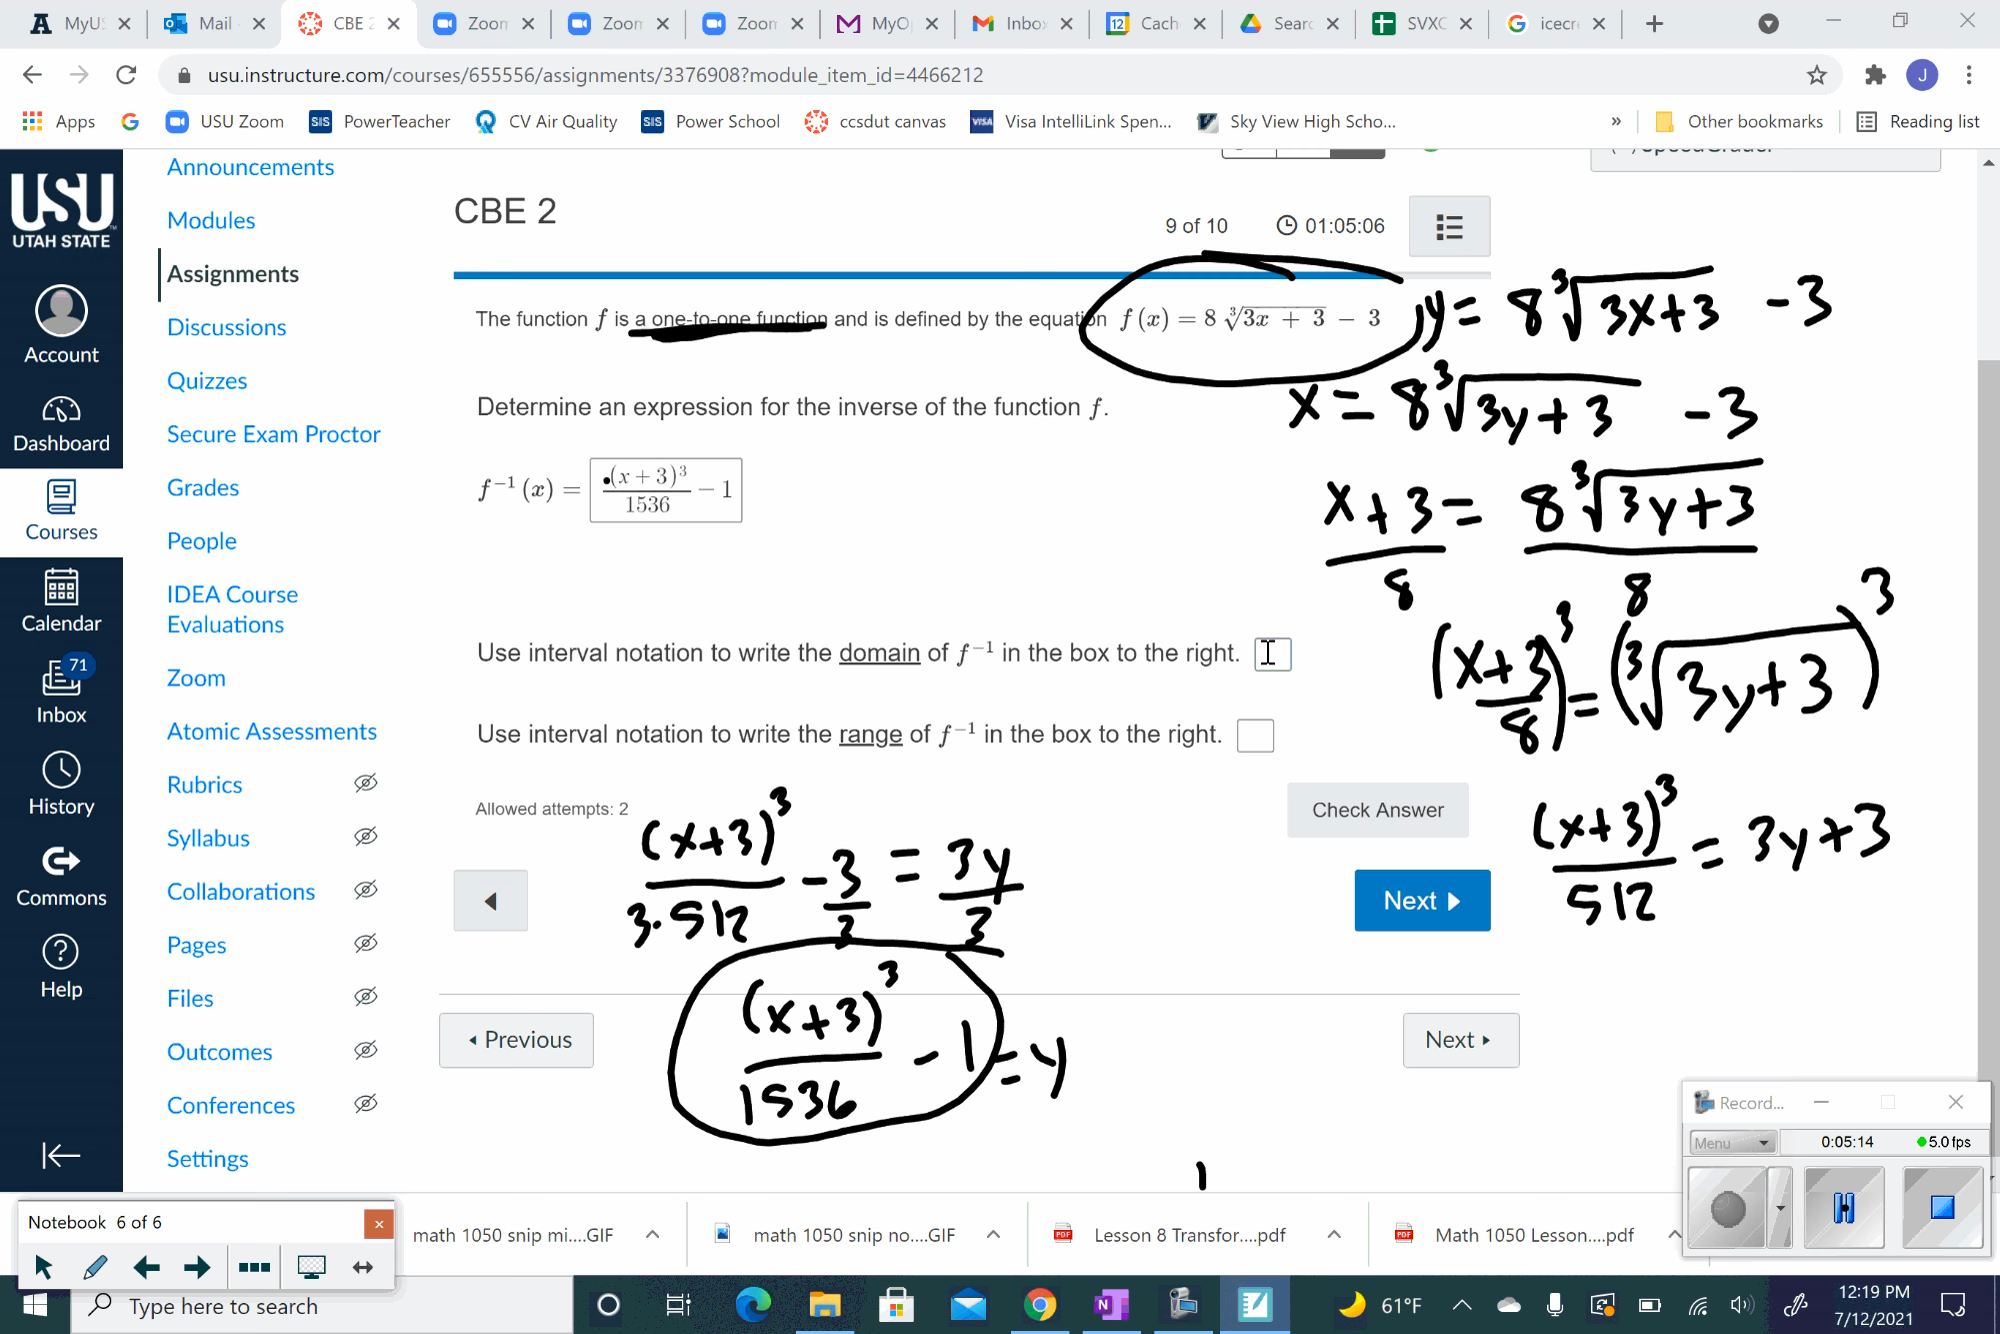 MyU: Mail CBE 2 Zoom Zoom Zoom MyO Inbo 12 Cach Searc SVXC icecr
usu.instructure.com/courses/655556/assignments/3376908?module_item_id=4466212 J
Apps USU Zoom SIS PowerTeacher CV Air Quality SIS Power School ccsdut canvas VISA Visa IntelliLink Spen... Sky View High Scho... » Other bookmarks Reading list
USU
UTAH STATE
Account
Dashboard
Courses
Calendar
71
Inbox
History
Commons
Help
Announcements
Modules
Assignments
Discussions
Quizzes
Secure Exam Proctor
Grades
People
IDEA Course
Evaluations
Zoom
Atomic Assessments
Rubrics
Syllabus
Collaborations
Pages
Files
Outcomes
Conferences
Settings
CBE 2
9 of 10 01:05:06
The function f is a one-to-one function and is defined by the equation f (x) = 8 ∛(3x + 3) − 3
y = 8 ∛(3x+3) - 3
Determine an expression for the inverse of the function f.
x = 8 ∛(3y+3) - 3
f⁻¹ (x) = (x + 3)³/1536 − 1
(x+3)/8 = 8 ∛(3y+3)/8
Use interval notation to write the domain of f⁻¹ in the box to the right.
((x+3)/8)³ = (∛(3y+3))³
Use interval notation to write the range of f⁻¹ in the box to the right.
Allowed attempts: 2
Check Answer
(x+3)³/512 = 3y+3
(x+3)³/3·512 - 3/3 = 3y/3
Next
(x+3)³/1536 - 1 = y
Previous
Next
Record...
Menu 0:05:14 5.0 fps
Notebook 6 of 6
math 1050 snip mi....GIF math 1050 snip no....GIF PDF Lesson 8 Transfor....pdf PDF Math 1050 Lesson....pdf
Type here to search
N
61°F
12:19 PM
7/12/2021